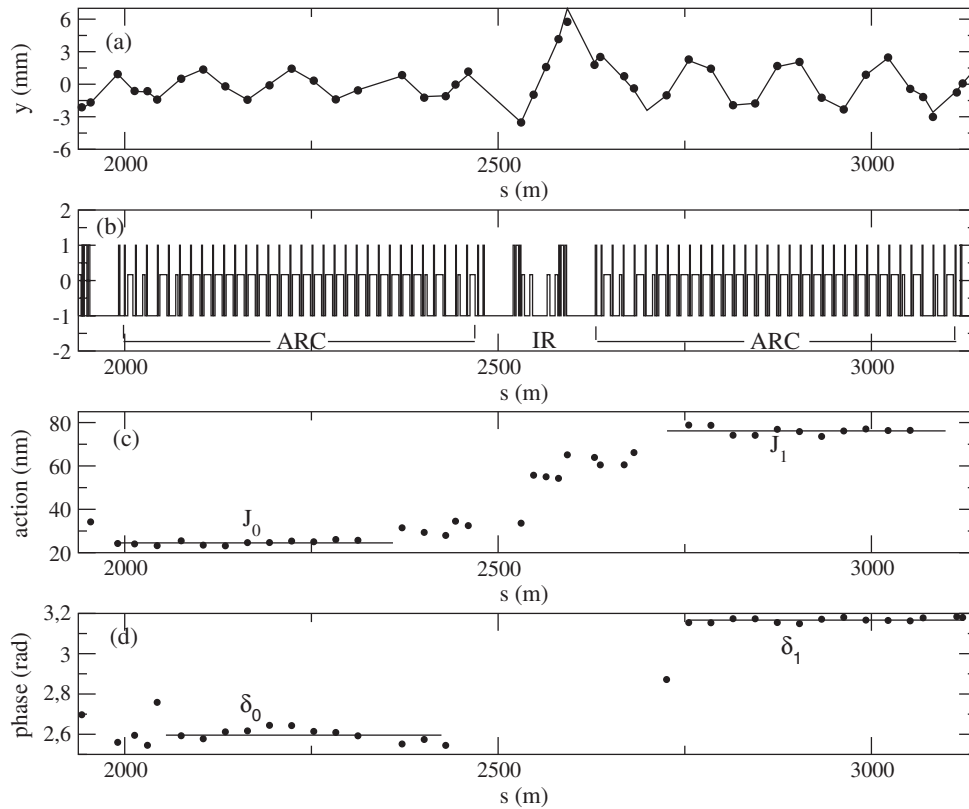 (a)
y (mm)
6
3
0
-3
-6
2000 2500 3000
s (m)
(b)
2
1
0
-1
-2
ARC IR ARC
2000 2500 3000
s (m)
(c)
action (nm)
80
60
40
20
J₀ J₁
2000 2500 3000
s (m)
(d)
phase (rad)
3,2
3
2,8
2,6
δ₀ δ₁
2000 2500 3000
s (m)